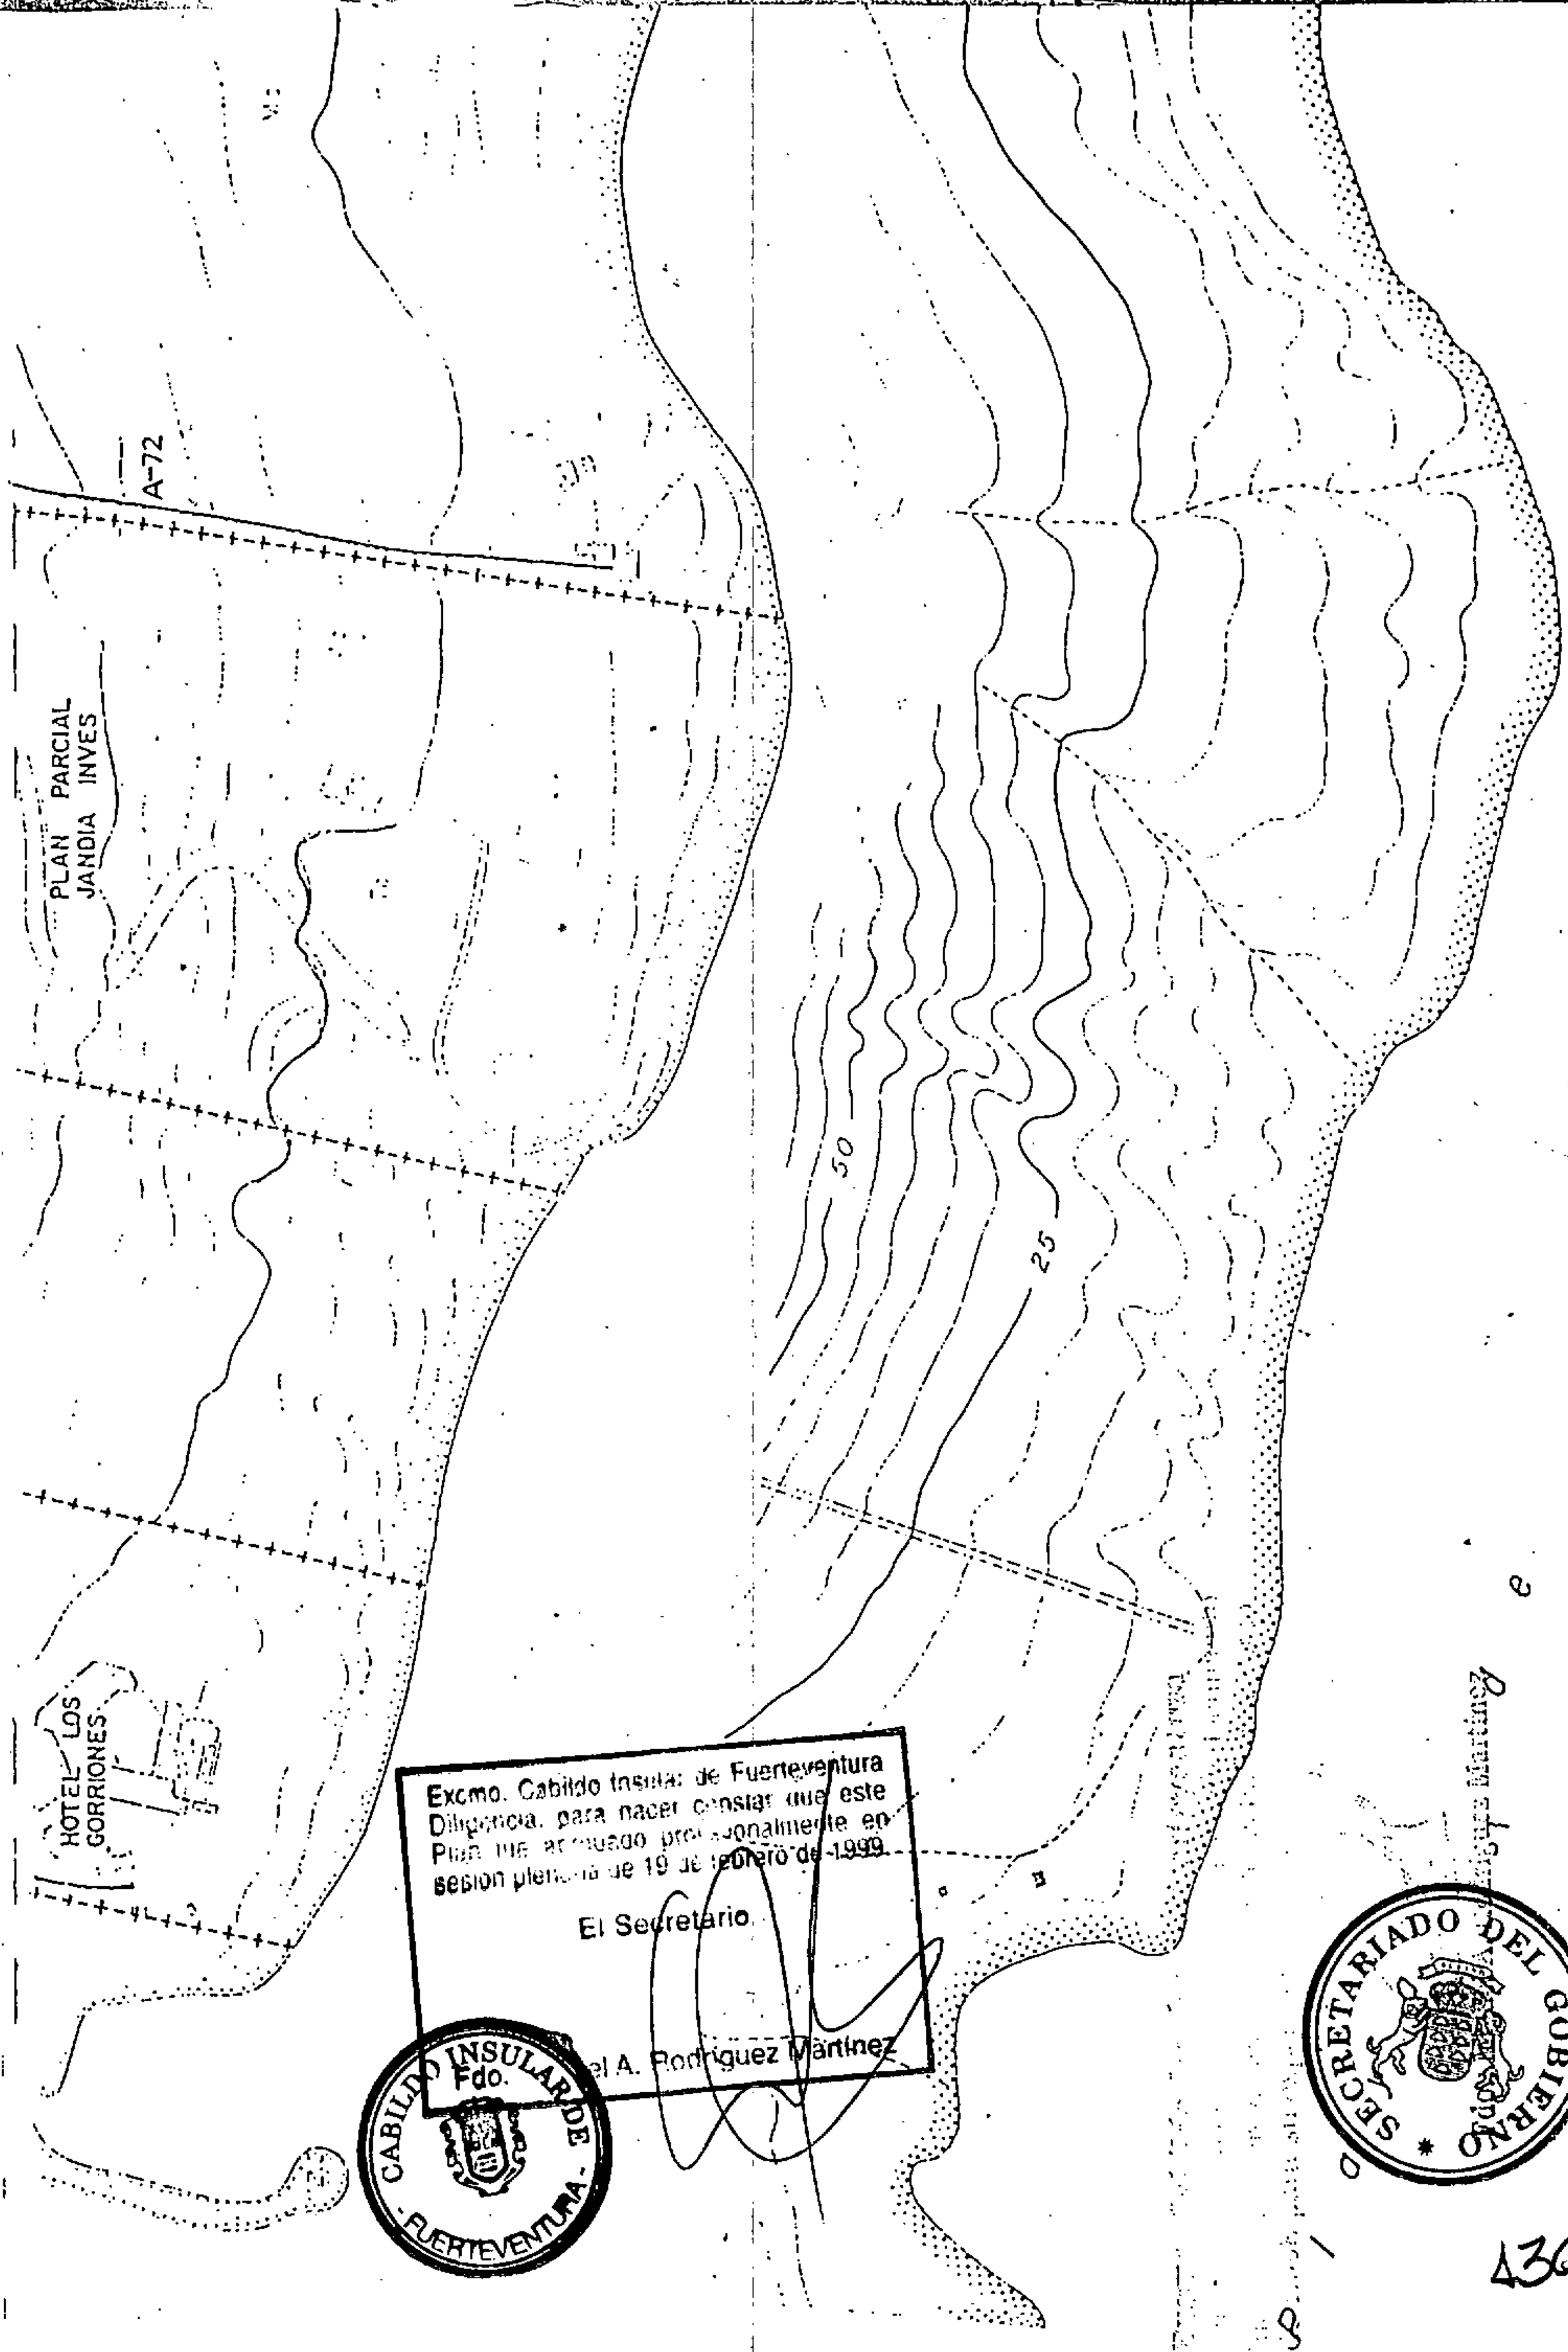 A-72
PLAN PARCIAL
JANDIA INVES
50
25
HOTEL LOS
GORRIONES
Excmo. Cabildo Insular de Fuerteventura
Diligencia, para hacer constar que este
Plan fue aprobado provisionalmente en
sesion plenaria de 19 de febrero de 1999
El Secretario,
Fdo. el A. Rodriguez Martínez
CABILDO INSULAR DE
- FUERTEVENTURA -
SECRETARIADO DEL GOBIERNO *
Martínez